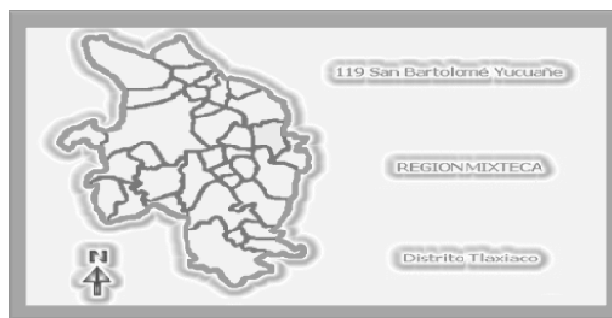 119 San Bartolomé Yucuañe
REGION MIXTECA
Distrito Tlaxiaco
N